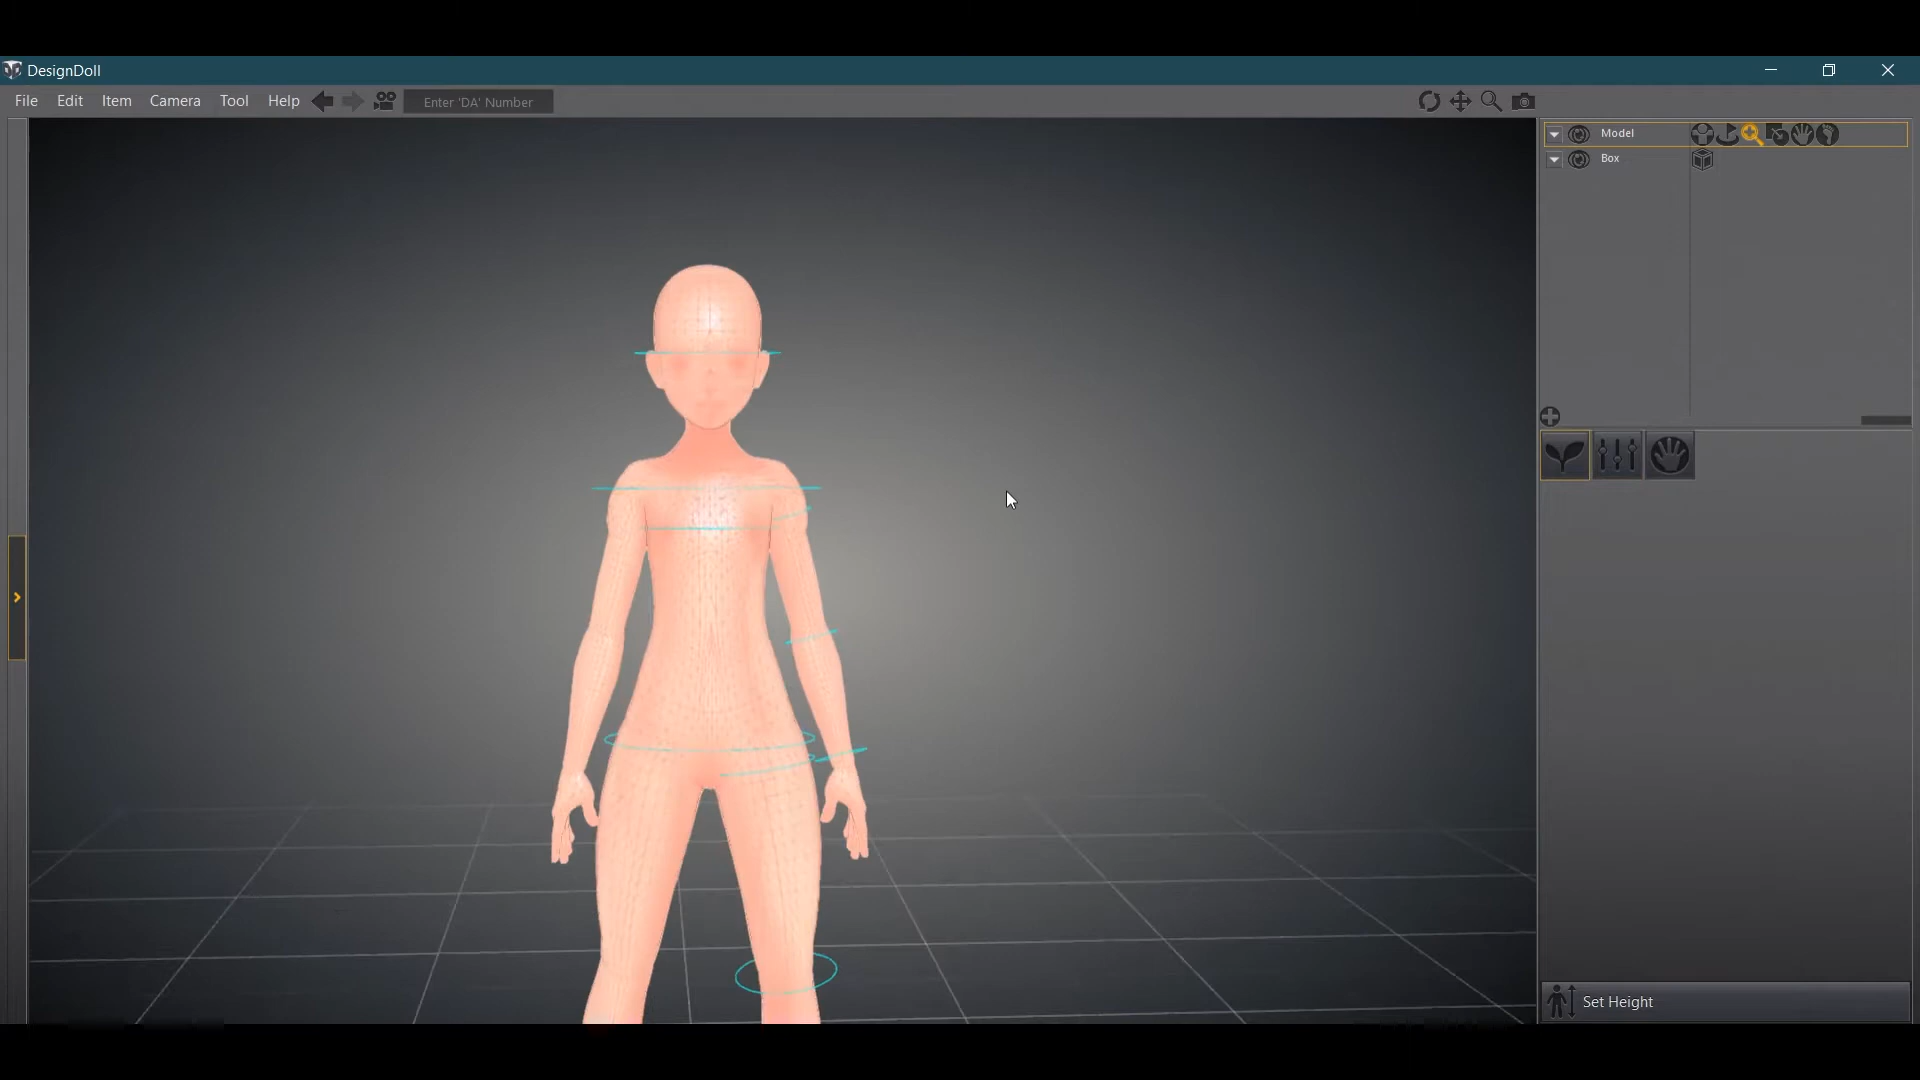 DesignDoll
File Edit Item Camera Tool Help Enter 'DA' Number
Model
Box
Set Height